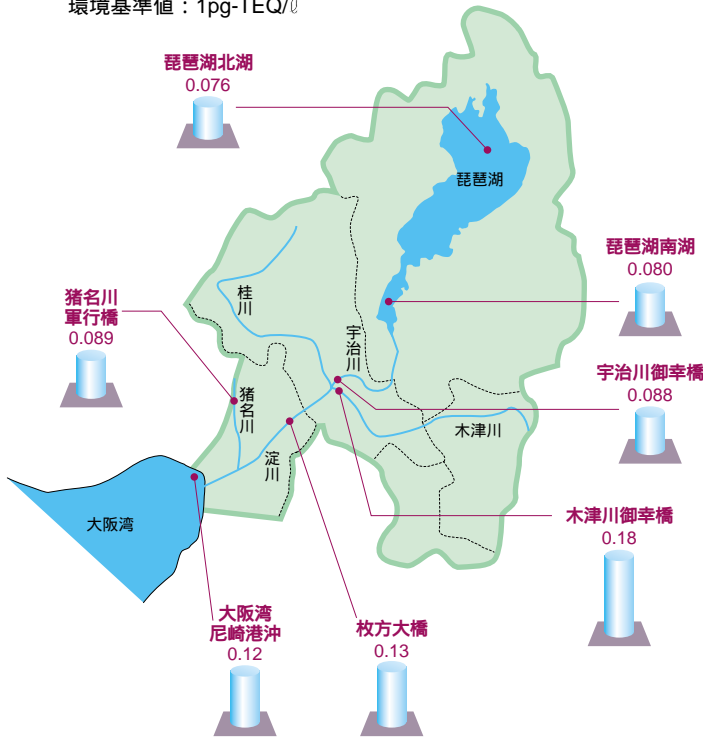 環境基準値：1pg-TEQ/ℓ
琵琶湖北湖
0.076
琵琶湖
琵琶湖南湖
0.080
猪名川
軍行橋
0.089
桂川
宇治川
宇治川御幸橋
0.088
猪名川
木津川
淀川
大阪湾
木津川御幸橋
0.18
大阪湾
尼崎港沖
0.12
枚方大橋
0.13